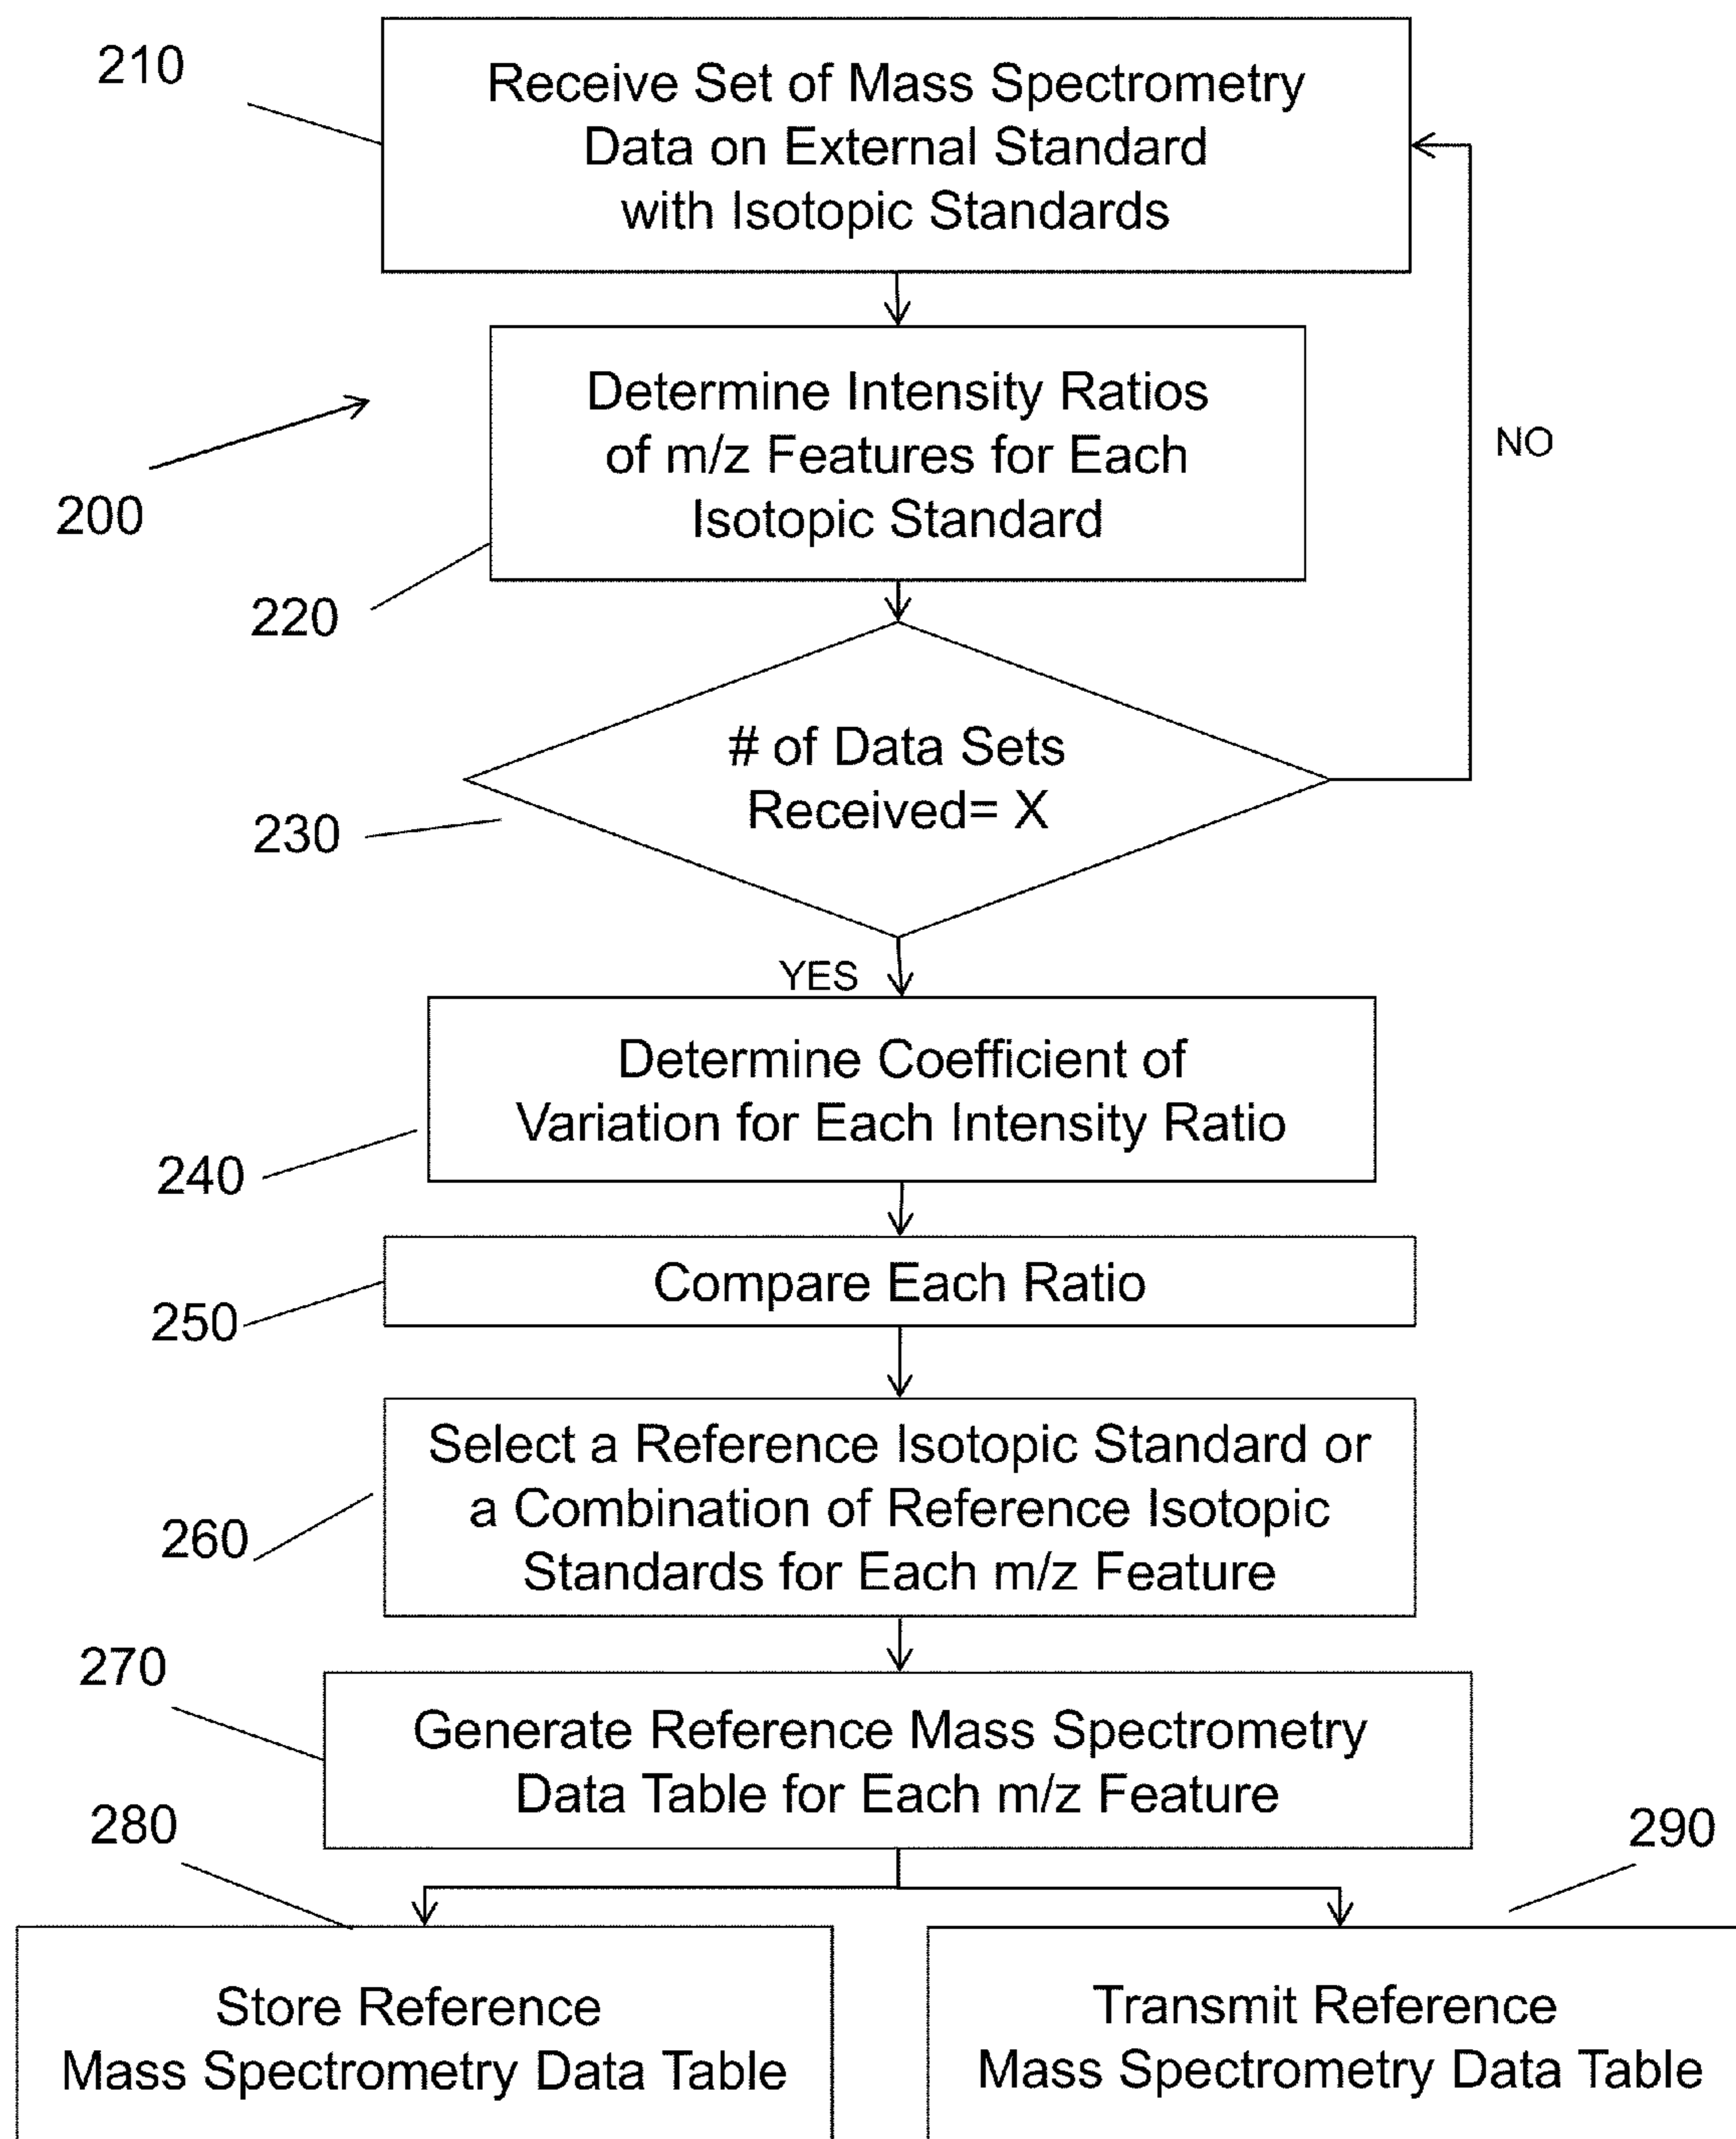 210
Receive Set of Mass Spectrometry
Data on External Standard
with Isotopic Standards
200
Determine Intensity Ratios
of m/z Features for Each
Isotopic Standard
NO
220
# of Data Sets
Received= X
230
YES
Determine Coefficient of
Variation for Each Intensity Ratio
240
Compare Each Ratio
250
Select a Reference Isotopic Standard or
a Combination of Reference Isotopic
Standards for Each m/z Feature
260
270
Generate Reference Mass Spectrometry
Data Table for Each m/z Feature
280
290
Store Reference
Mass Spectrometry Data Table
Transmit Reference
Mass Spectrometry Data Table